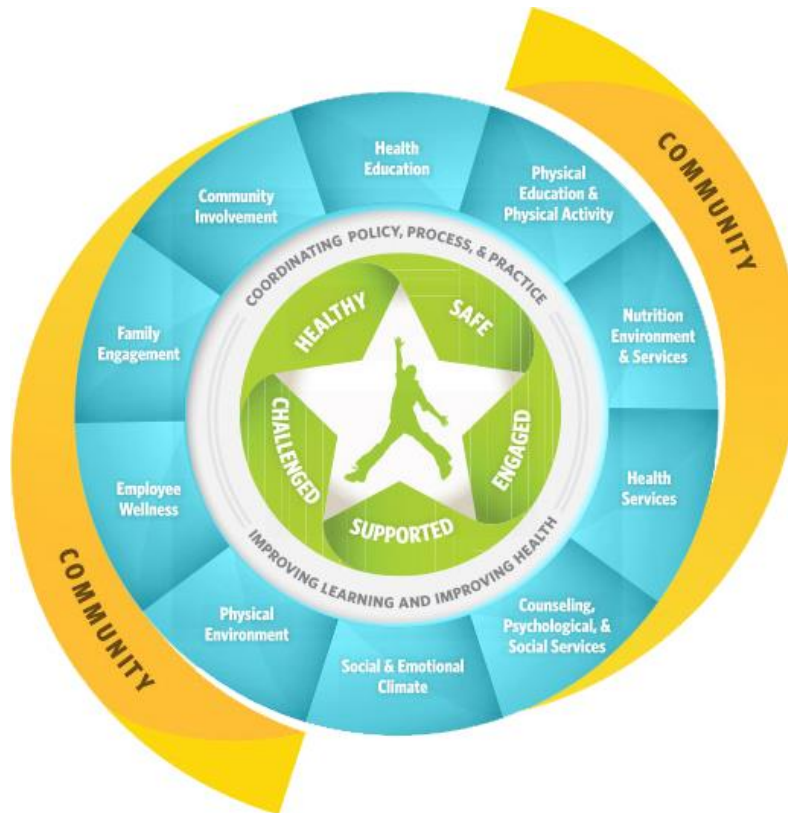 COMMUNITY
Health
Education
Physical
Education &
Physical Activity
Nutrition
Environment
& Services
Health
Services
Counseling,
Psychological, &
Social Services
Social & Emotional
Climate
Physical
Environment
Employee
Wellness
Family
Engagement
Community
Involvement
COORDINATING POLICY, PROCESS, & PRACTICE
IMPROVING LEARNING AND IMPROVING HEALTH
HEALTHY
SAFE
ENGAGED
SUPPORTED
CHALLENGED
COMMUNITY